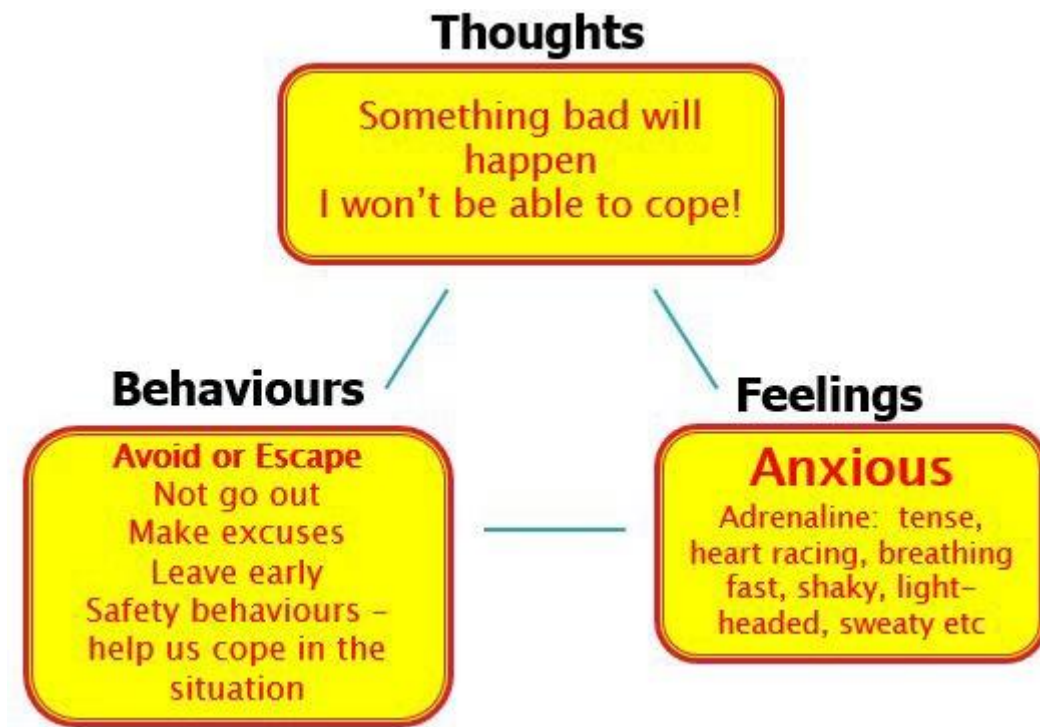 Thoughts
Something bad will
happen
I won't be able to cope!
Behaviours
Avoid or Escape
Not go out
Make excuses
Leave early
Safety behaviours –
help us cope in the
situation
Feelings
Anxious
Adrenaline: tense,
heart racing, breathing
fast, shaky, light-
headed, sweaty etc